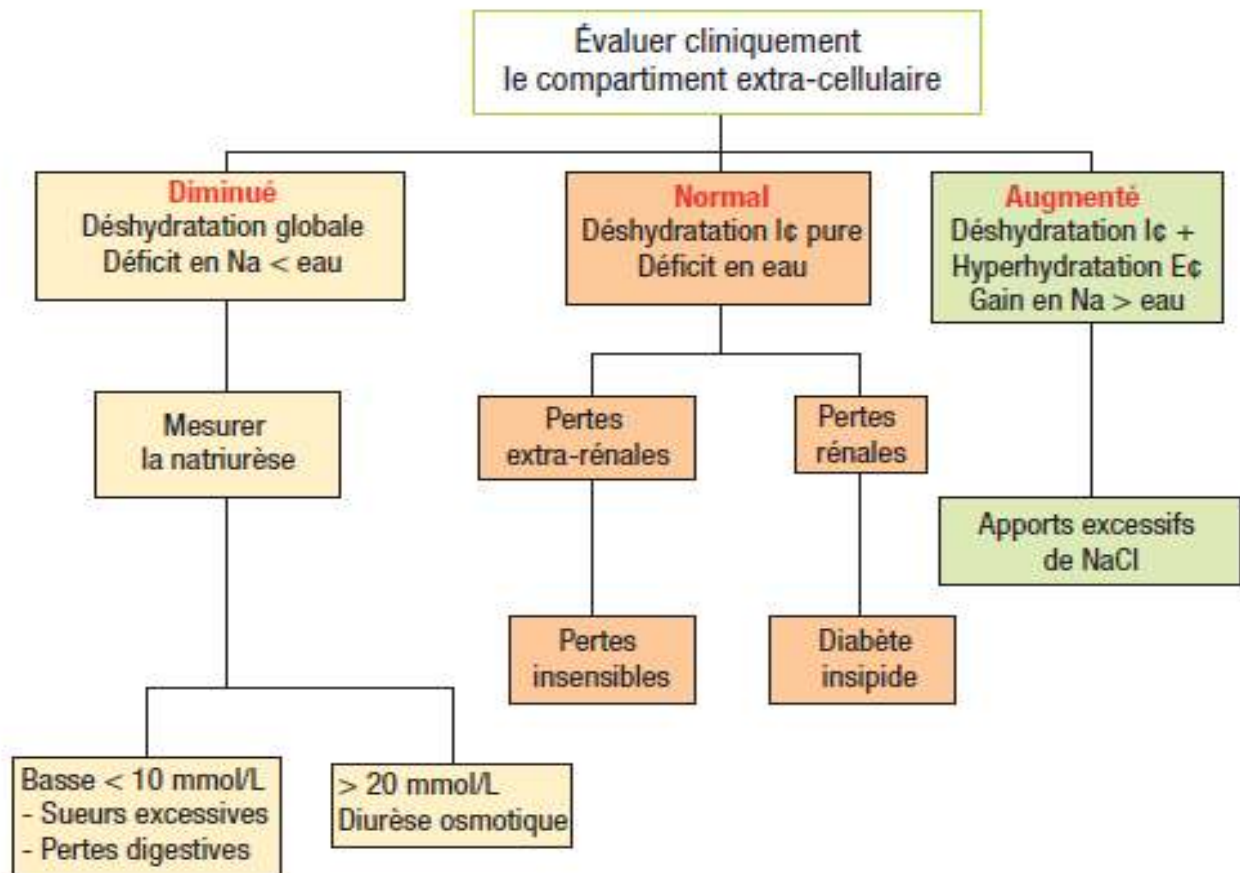 Évaluer cliniquement
le compartiment extra-cellulaire
Diminué
Déshydratation globale
Déficit en Na < eau
Normal
Déshydratation I¢ pure
Déficit en eau
Augmenté
Déshydratation I¢ +
Hyperhydratation E¢
Gain en Na > eau
Mesurer
la natriurèse
Pertes
extra-rénales
Pertes
rénales
Apports excessifs
de NaCl
Pertes
insensibles
Diabète
insipide
Basse < 10 mmol/L
- Sueurs excessives
- Pertes digestives
> 20 mmol/L
Diurèse osmotique